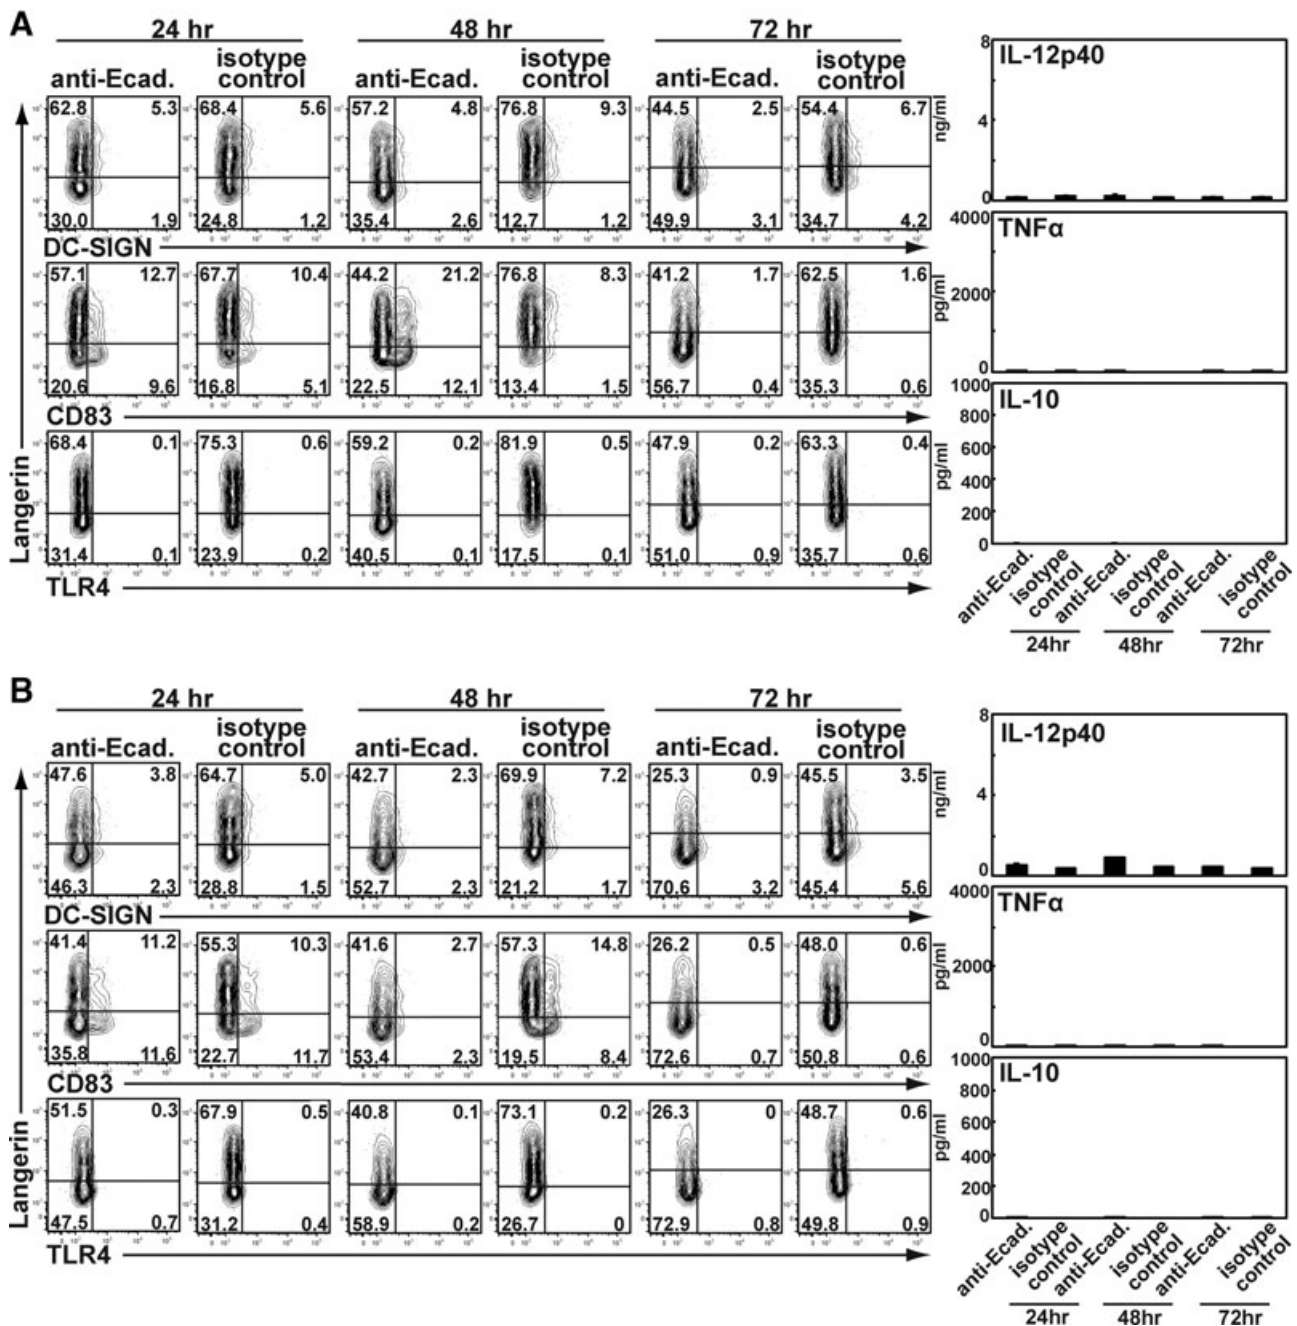 A
24 hr 48 hr 72 hr
anti-Ecad. isotype control anti-Ecad. isotype control anti-Ecad. isotype control
62.8 5.3 68.4 5.6 57.2 4.8 76.8 9.3 44.5 2.5 54.4 6.7
30.0 1.9 24.8 1.2 35.4 2.6 12.7 1.2 49.9 3.1 34.7 4.2
DC-SIGN
57.1 12.7 67.7 10.4 44.2 21.2 76.8 8.3 41.2 1.7 62.5 1.6
20.6 9.6 16.8 5.1 22.5 12.1 13.4 1.5 56.7 0.4 35.3 0.6
CD83
68.4 0.1 75.3 0.6 59.2 0.2 81.9 0.5 47.9 0.2 63.3 0.4
31.4 0.1 23.9 0.2 40.5 0.1 17.5 0.1 51.0 0.9 35.7 0.6
TLR4
Langerin
IL-12p40
ng/ml
8
4
0
TNFα
pg/ml
4000
2000
0
IL-10
pg/ml
1000
800
600
400
200
0
anti-Ecad. isotype control anti-Ecad. isotype control anti-Ecad. isotype control
24hr 48hr 72hr
B
24 hr 48 hr 72 hr
anti-Ecad. isotype control anti-Ecad. isotype control anti-Ecad. isotype control
47.6 3.8 64.7 5.0 42.7 2.3 69.9 7.2 25.3 0.9 45.5 3.5
46.3 2.3 28.8 1.5 52.7 2.3 21.2 1.7 70.6 3.2 45.4 5.6
DC-SIGN
41.4 11.2 55.3 10.3 41.6 2.7 57.3 14.8 26.2 0.5 48.0 0.6
35.8 11.6 22.7 11.7 53.4 2.3 19.5 8.4 72.6 0.7 50.8 0.6
CD83
51.5 0.3 67.9 0.5 40.8 0.1 73.1 0.2 26.3 0 48.7 0.6
47.5 0.7 31.2 0.4 58.9 0.2 26.7 0 72.9 0.8 49.8 0.9
TLR4
Langerin
IL-12p40
ng/ml
8
4
0
TNFα
pg/ml
4000
2000
0
IL-10
pg/ml
1000
800
600
400
200
0
anti-Ecad. isotype control anti-Ecad. isotype control anti-Ecad. isotype control
24hr 48hr 72hr